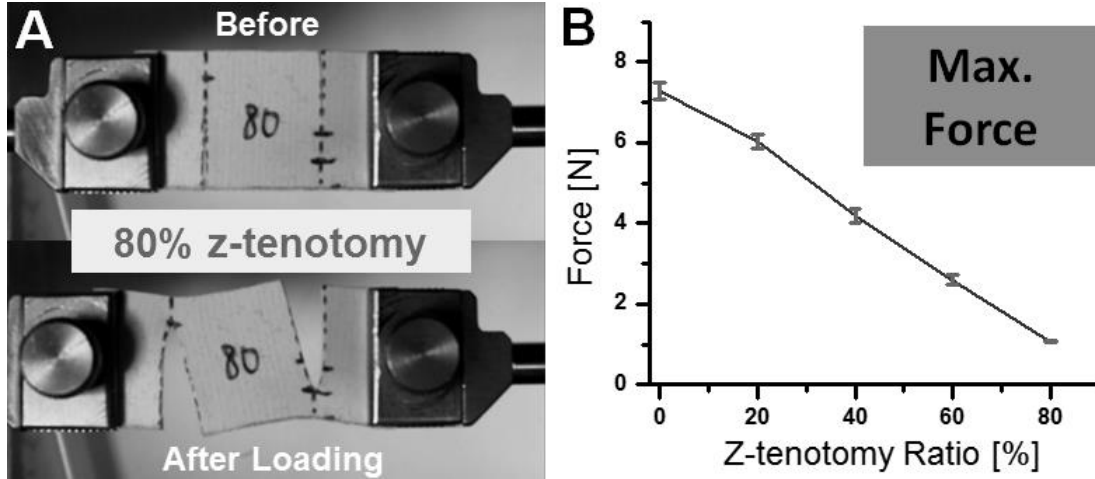 A
Before
80
80% z-tenotomy
80
After Loading
B
Max.
Force
Force [N]
8
6
4
2
0
0 20 40 60 80
Z-tenotomy Ratio [%]